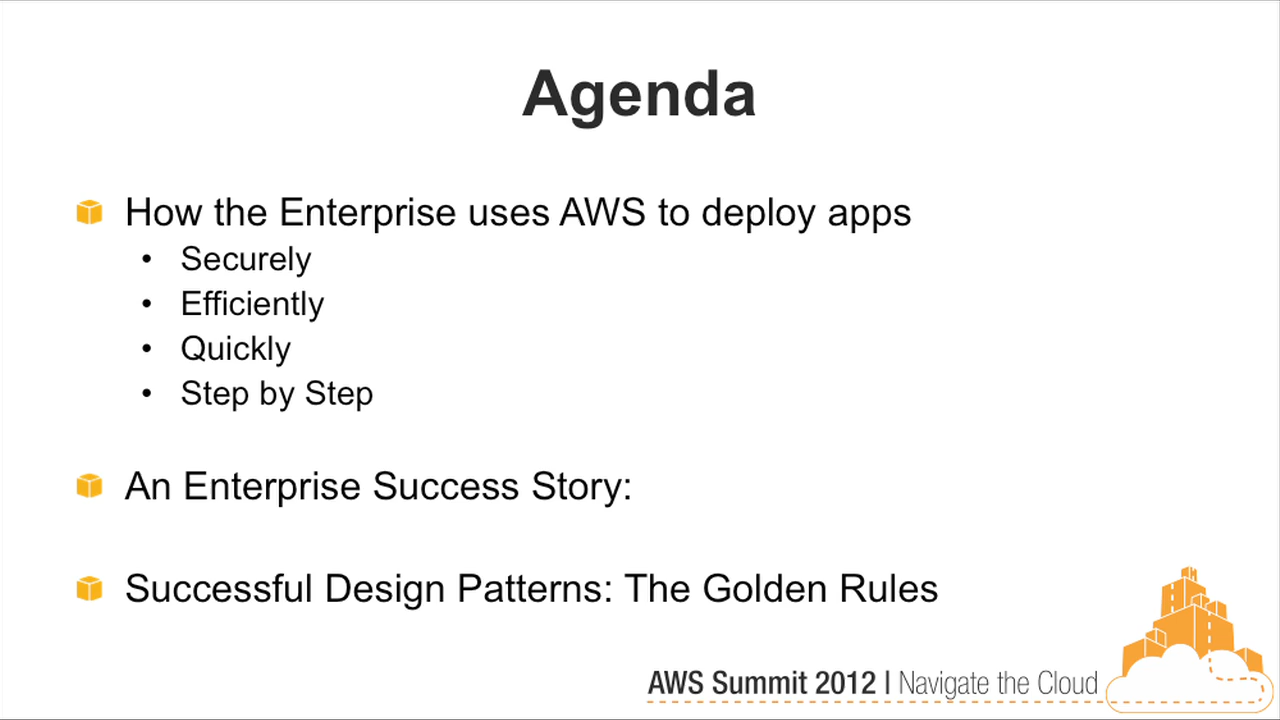 Agenda
How the Enterprise uses AWS to deploy apps
• Securely
• Efficiently
• Quickly
• Step by Step
An Enterprise Success Story:
Successful Design Patterns: The Golden Rules
AWS Summit 2012 | Navigate the Cloud